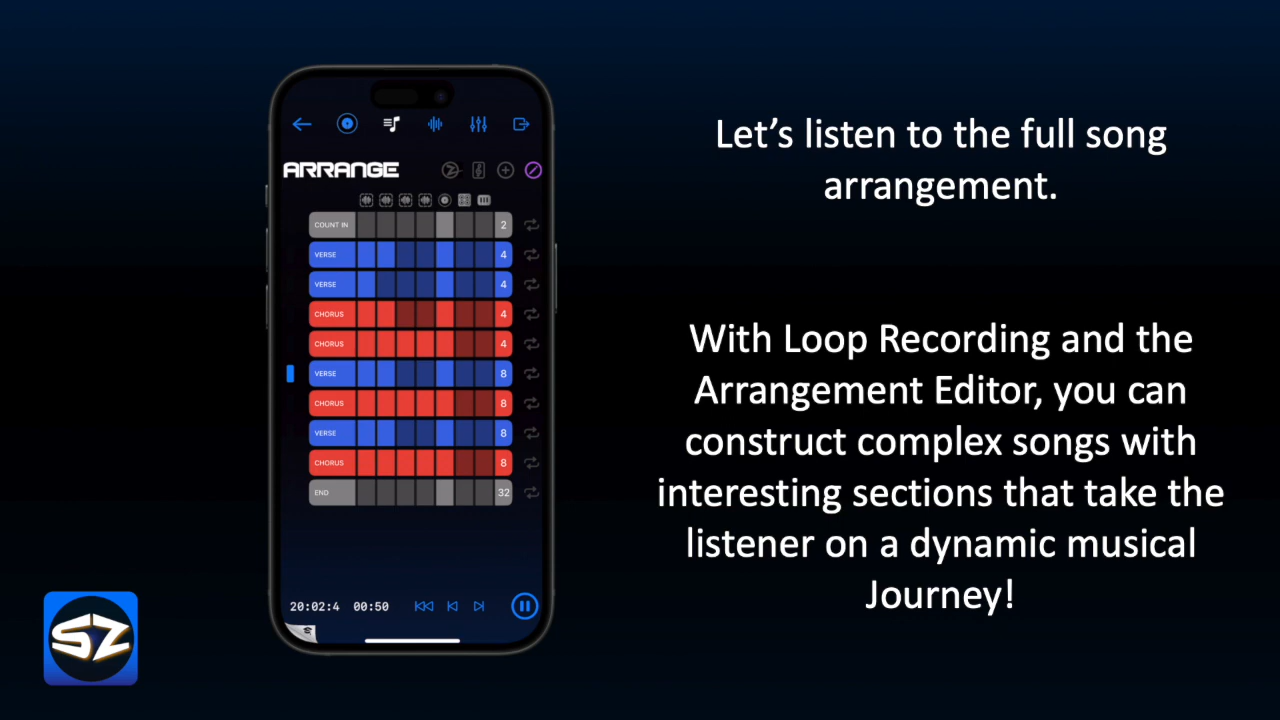 Let's listen to the full song
arrangement.
ARRANGE
COUNT IN 2
VERSE 4
VERSE 4
CHORUS 4
CHORUS 4
VERSE 8
CHORUS 8
VERSE 8
CHORUS 8
END 32
20:02:4 00:50
With Loop Recording and the
Arrangement Editor, you can
construct complex songs with
interesting sections that take the
listener on a dynamic musical
Journey!
SZ